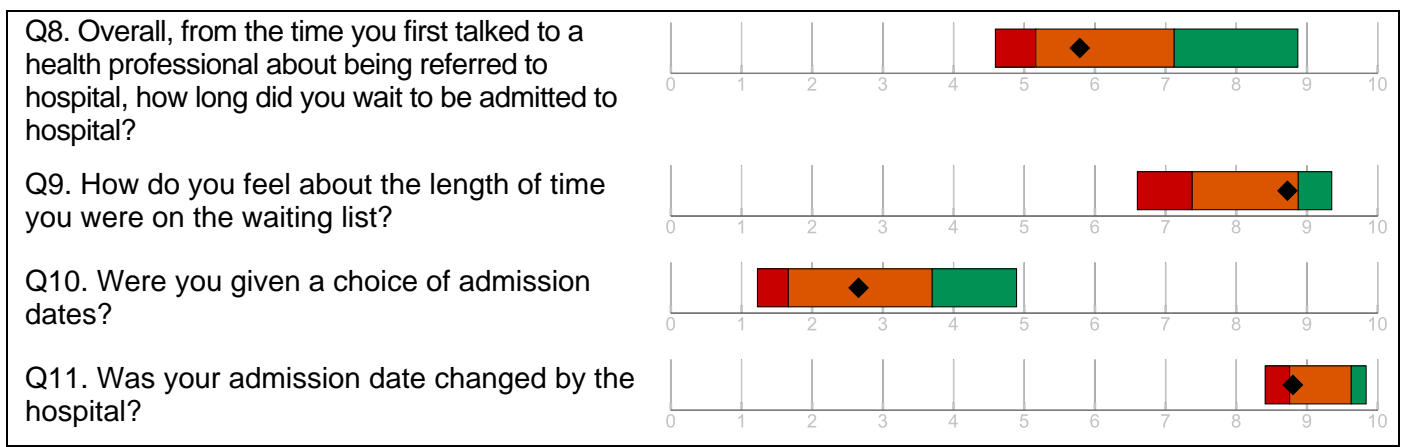 Q8. Overall, from the time you first talked to a
health professional about being referred to
hospital, how long did you wait to be admitted to
hospital?
0 1 2 3 4 5 6 7 8 9 10
Q9. How do you feel about the length of time
you were on the waiting list?
0 1 2 3 4 5 6 7 8 9 10
Q10. Were you given a choice of admission
dates?
0 1 2 3 4 5 6 7 8 9 10
Q11. Was your admission date changed by the
hospital?
0 1 2 3 4 5 6 7 8 9 10